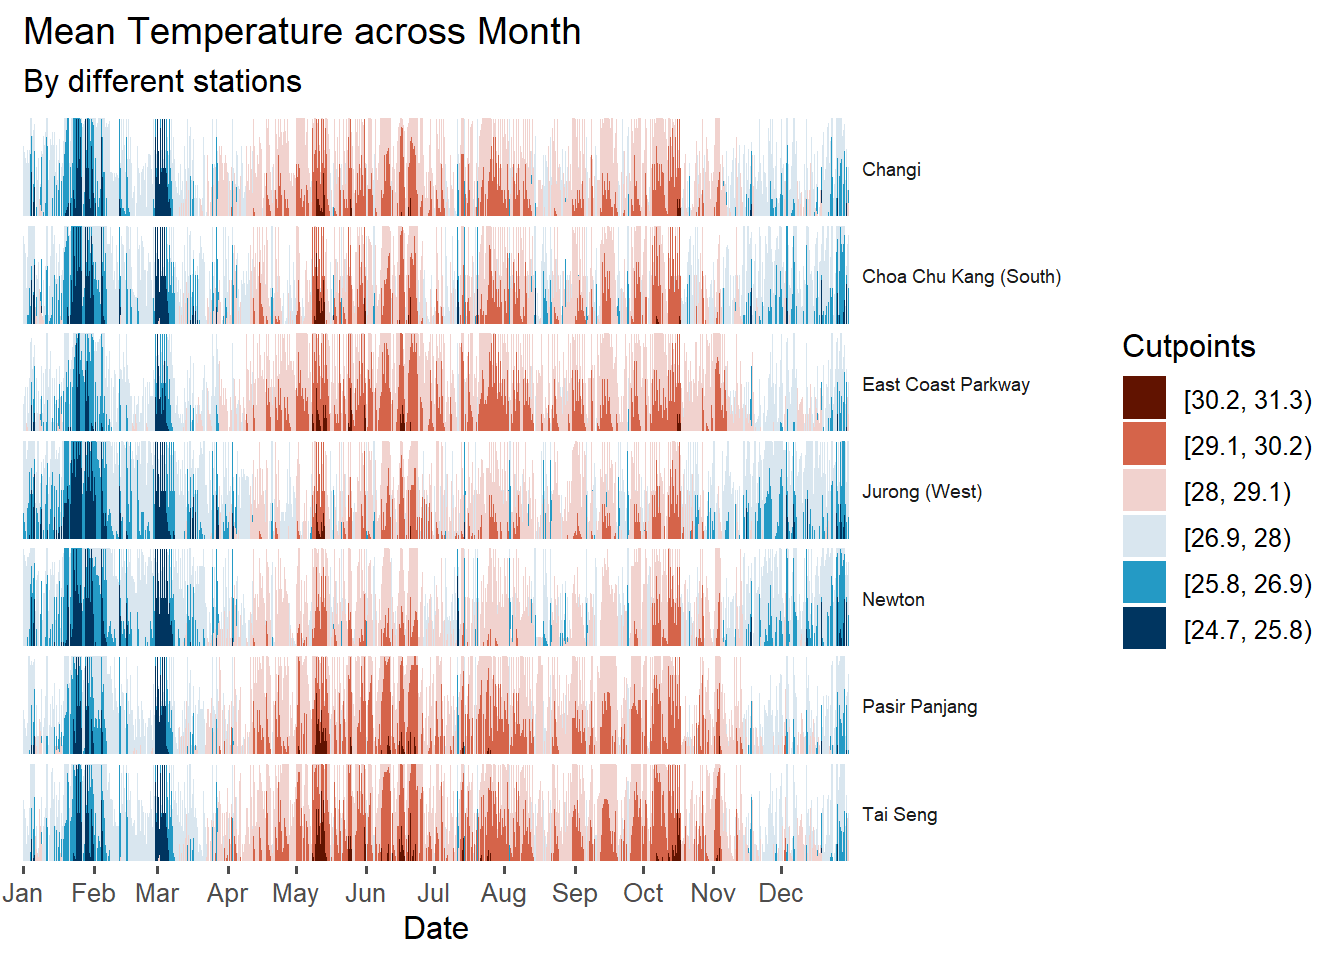 Mean Temperature across Month
By different stations
Changi
Choa Chu Kang (South)
East Coast Parkway
Jurong (West)
Newton
Pasir Panjang
Tai Seng
Cutpoints
[30.2, 31.3)
[29.1, 30.2)
[28, 29.1)
[26.9, 28)
[25.8, 26.9)
[24.7, 25.8)
Jan Feb Mar Apr May Jun Jul Aug Sep Oct Nov Dec
Date